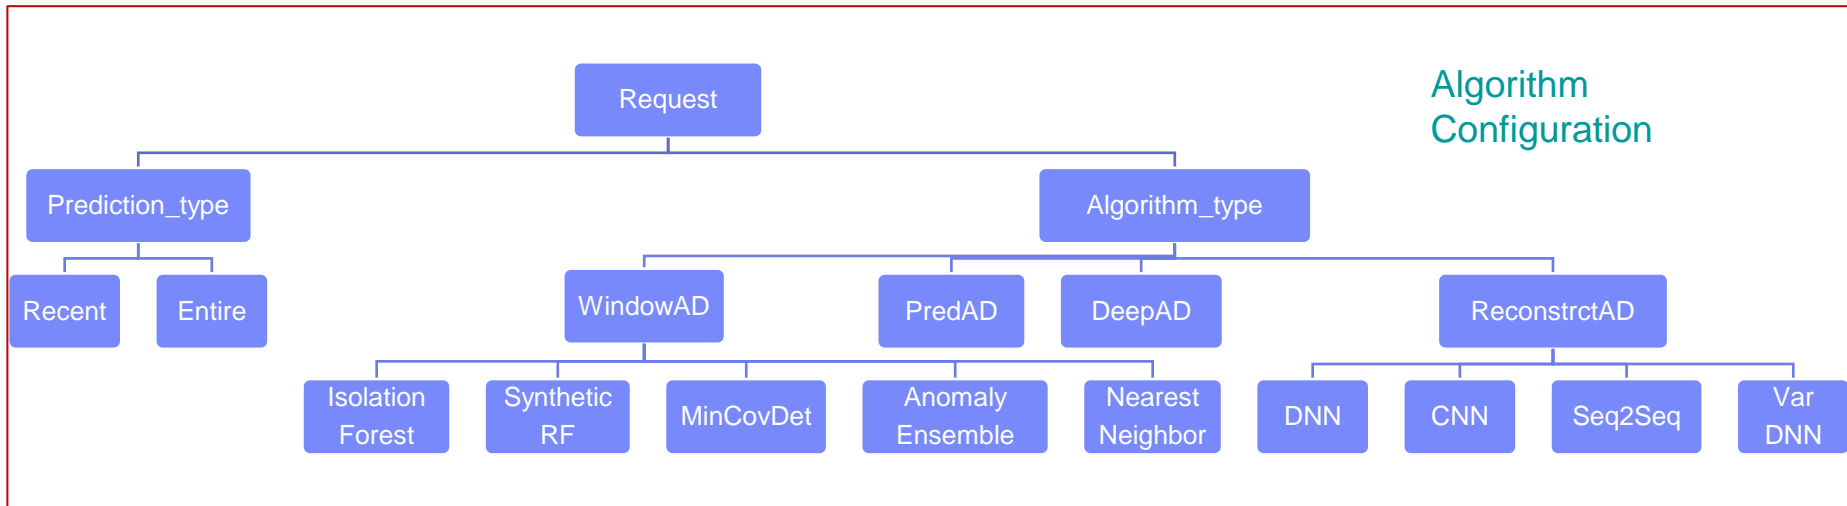 Algorithm
Configuration
Request
Prediction_type
Algorithm_type
Recent
Entire
WindowAD
PredAD
DeepAD
ReconstrctAD
Isolation
Forest
Synthetic
RF
MinCovDet
Anomaly
Ensemble
Nearest
Neighbor
DNN
CNN
Seq2Seq
Var
DNN